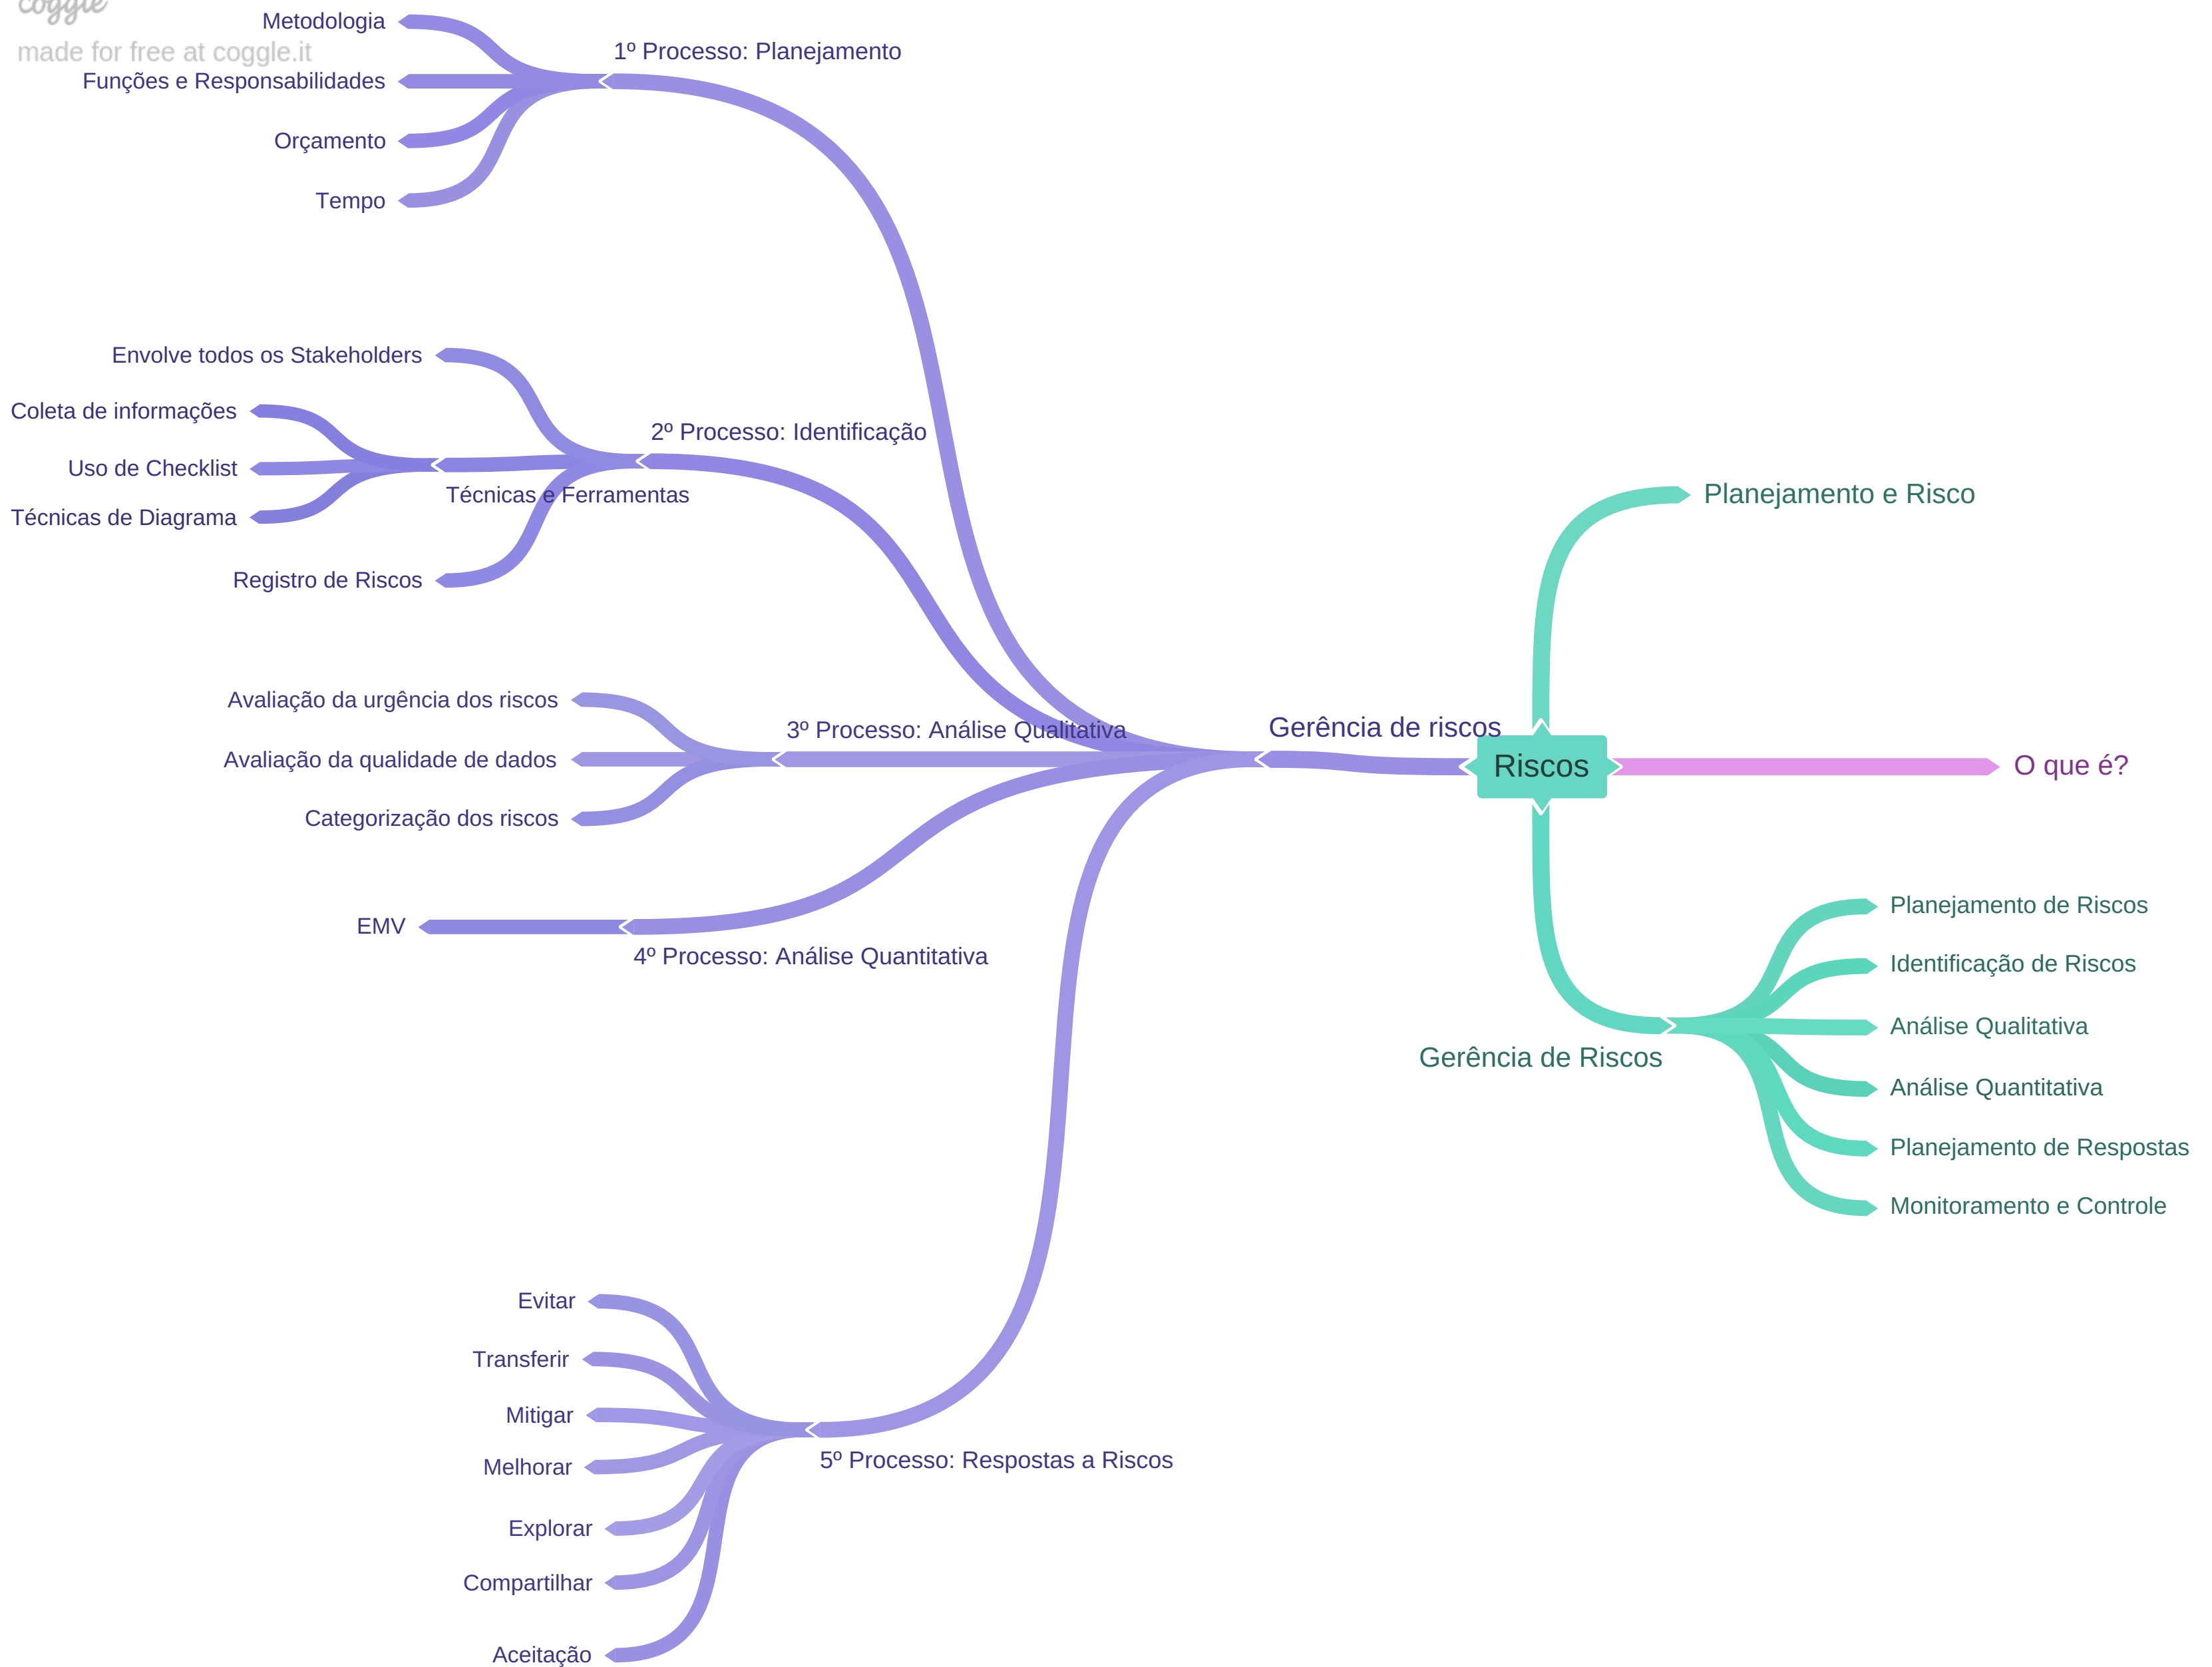 coggle
made for free at coggle.it
Metodologia
Funções e Responsabilidades
Orçamento
Tempo
1º Processo: Planejamento
Envolve todos os Stakeholders
Coleta de informações
Uso de Checklist
Técnicas de Diagrama
Técnicas e Ferramentas
Registro de Riscos
2º Processo: Identificação
Avaliação da urgência dos riscos
Avaliação da qualidade de dados
Categorização dos riscos
3º Processo: Análise Qualitativa
EMV
4º Processo: Análise Quantitativa
Evitar
Transferir
Mitigar
Melhorar
Explorar
Compartilhar
Aceitação
5º Processo: Respostas a Riscos
Gerência de riscos
Riscos
Planejamento e Risco
O que é?
Gerência de Riscos
Planejamento de Riscos
Identificação de Riscos
Análise Qualitativa
Análise Quantitativa
Planejamento de Respostas
Monitoramento e Controle